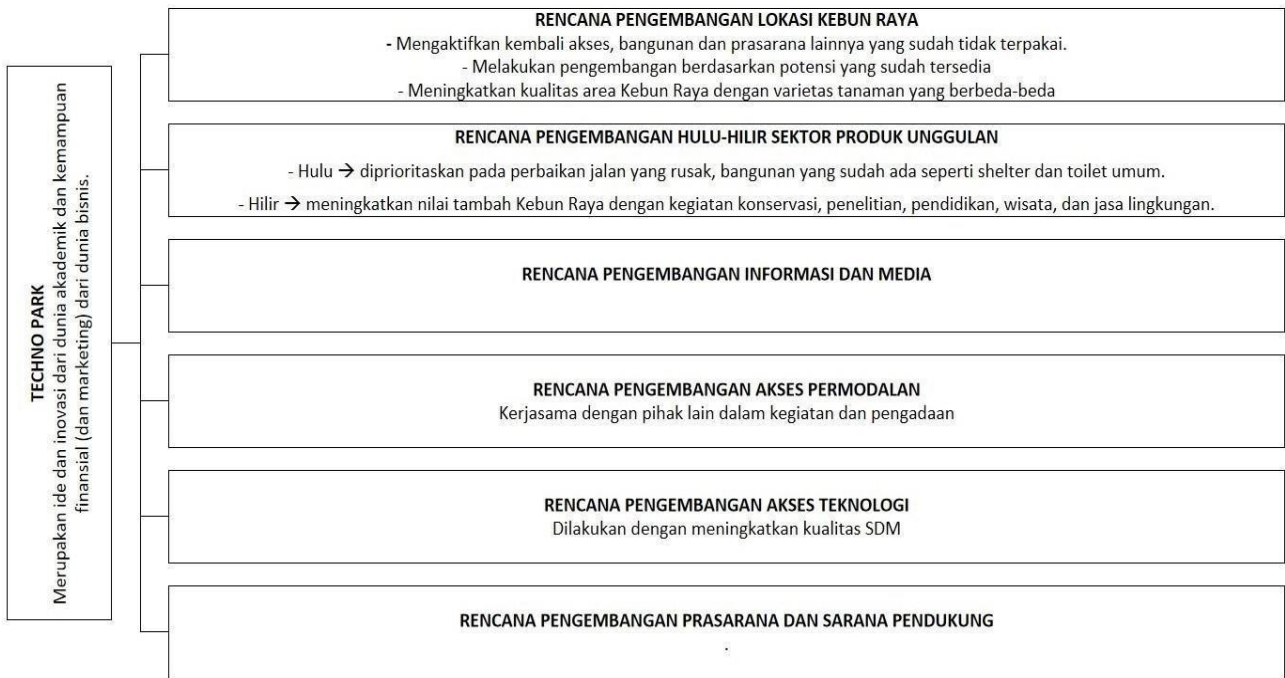 TECHNO PARK
Merupakan ide dan inovasi dari dunia akademik dan kemampuan
finansial (dan marketing) dari dunia bisnis.
RENCANA PENGEMBANGAN LOKASI KEBUN RAYA
- Mengaktifkan kembali akses, bangunan dan prasarana lainnya yang sudah tidak terpakai.
- Melakukan pengembangan berdasarkan potensi yang sudah tersedia
- Meningkatkan kualitas area Kebun Raya dengan varietas tanaman yang berbeda-beda
RENCANA PENGEMBANGAN HULU-HILIR SEKTOR PRODUK UNGGULAN
- Hulu → diprioritaskan pada perbaikan jalan yang rusak, bangunan yang sudah ada seperti shelter dan toilet umum.
- Hilir → meningkatkan nilai tambah Kebun Raya dengan kegiatan konservasi, penelitian, pendidikan, wisata, dan jasa lingkungan.
RENCANA PENGEMBANGAN INFORMASI DAN MEDIA
RENCANA PENGEMBANGAN AKSES PERMODALAN
Kerjasama dengan pihak lain dalam kegiatan dan pengadaan
RENCANA PENGEMBANGAN AKSES TEKNOLOGI
Dilakukan dengan meningkatkan kualitas SDM
RENCANA PENGEMBANGAN PRASARANA DAN SARANA PENDUKUNG
.